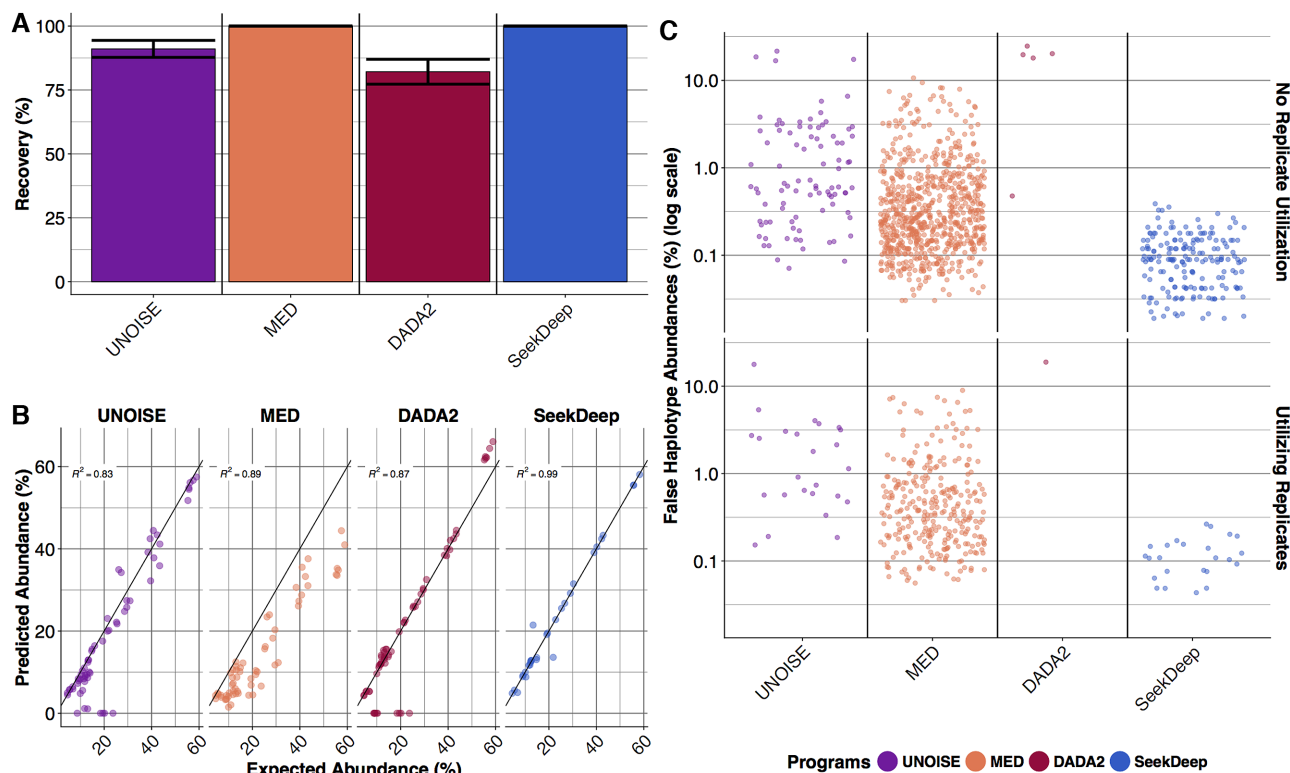 A
Recovery (%)
100
75
50
25
0
UNOISE
MED
DADA2
SeekDeep
B
UNOISE
MED
DADA2
SeekDeep
Predicted Abundance (%)
60
40
20
0
R² = 0.83
R² = 0.89
R² = 0.87
R² = 0.99
20 40 60 20 40 60 20 40 60 20 40 60
Expected Abundance (%)
C
False Haplotype Abundances (%) (log scale)
10.0
1.0
0.1
No Replicate Utilization
10.0
1.0
0.1
Utilizing Replicates
UNOISE
MED
DADA2
SeekDeep
Programs UNOISE MED DADA2 SeekDeep